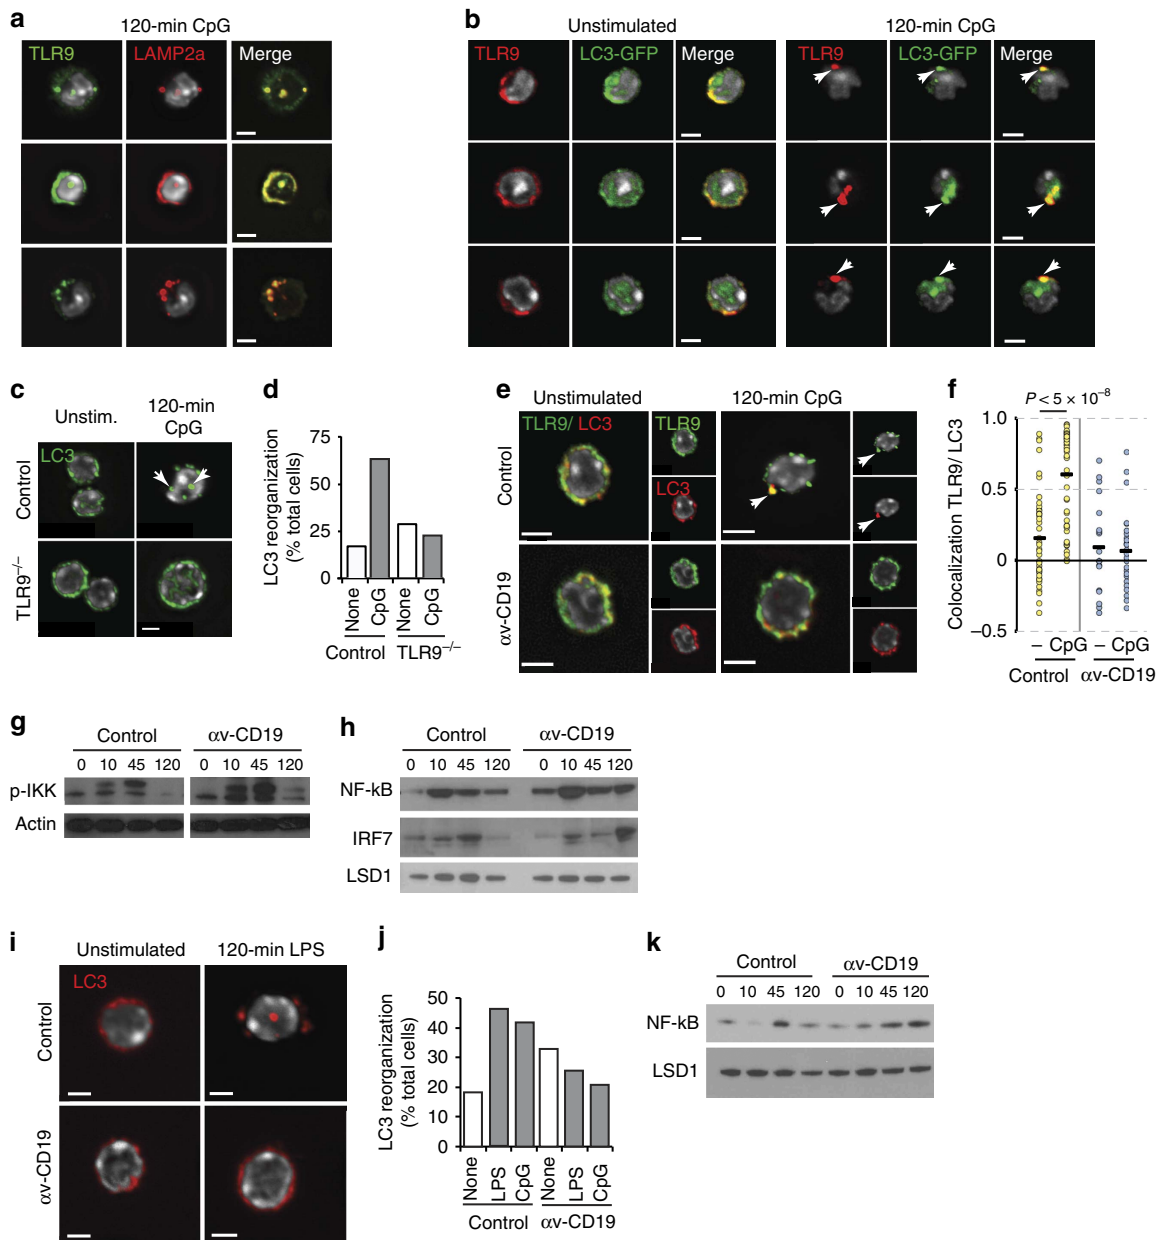 a
120-min CpG
TLR9 LAMP2a Merge
b
Unstimulated 120-min CpG
TLR9 LC3-GFP Merge TLR9 LC3-GFP Merge
c
Unstim. 120-min CpG
Control
LC3
TLR9−/−
d
LC3 reorganization (% total cells)
75
50
25
0
None CpG None CpG
Control TLR9−/−
e
Unstimulated 120-min CpG
Control
TLR9/ LC3 TLR9
LC3
αv-CD19
f
P < 5 × 10−8
Colocalization TLR9/ LC3
1.0
0.5
0
−0.5
– CpG – CpG
Control αv-CD19
g
Control αv-CD19
0 10 45 120 0 10 45 120
p-IKK
Actin
h
Control αv-CD19
0 10 45 120 0 10 45 120
NF-kB
IRF7
LSD1
i
Unstimulated 120-min LPS
Control
LC3
αv-CD19
j
LC3 reorganization (% total cells)
50
40
30
20
10
0
None LPS CpG None LPS CpG
Control αv-CD19
k
Control αv-CD19
0 10 45 120 0 10 45 120
NF-kB
LSD1